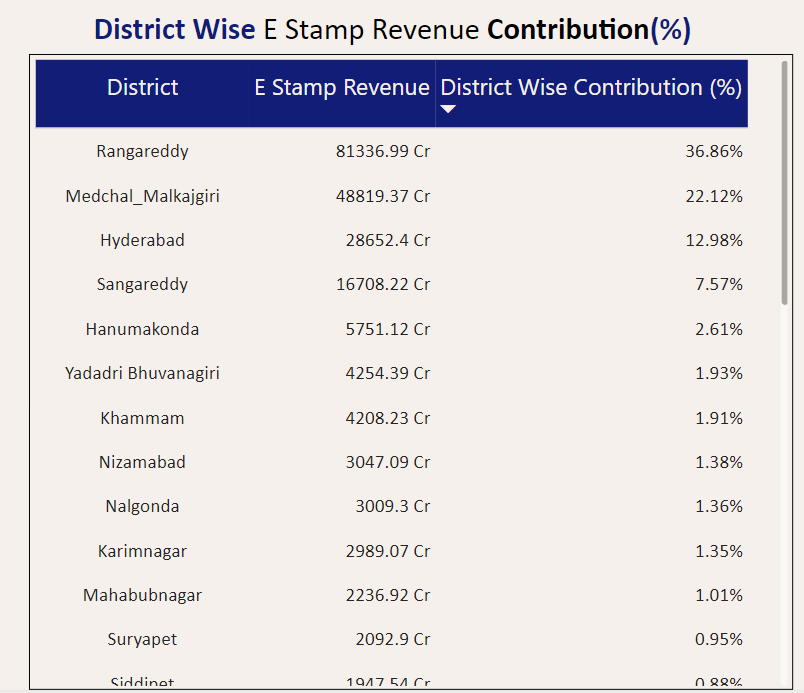 District Wise E Stamp Revenue Contribution(%)
District E Stamp Revenue District Wise Contribution (%)
Rangareddy 81336.99 Cr 36.86%
Medchal_Malkajgiri 48819.37 Cr 22.12%
Hyderabad 28652.4 Cr 12.98%
Sangareddy 16708.22 Cr 7.57%
Hanumakonda 5751.12 Cr 2.61%
Yadadri Bhuvanagiri 4254.39 Cr 1.93%
Khammam 4208.23 Cr 1.91%
Nizamabad 3047.09 Cr 1.38%
Nalgonda 3009.3 Cr 1.36%
Karimnagar 2989.07 Cr 1.35%
Mahabubnagar 2236.92 Cr 1.01%
Suryapet 2092.9 Cr 0.95%
Siddipet 1947.54 Cr 0.88%